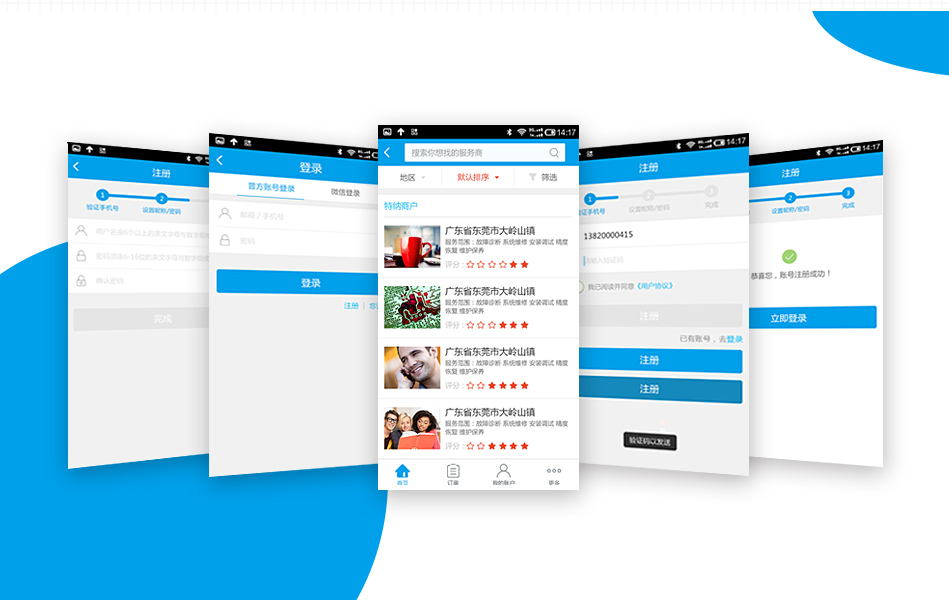 注册
验证手机号
设置昵称/密码
用户名须6个以上的英文字母与数字组
密码须由6-16位的英文字母与数字组
确认密码
完成
登录
官方账号登录
微信登录
邮箱 / 手机号
密码
登录
注册
14:17
搜索你想找的服务商
地区
默认排序
筛选
特纳商户
广东省东莞市大岭山镇
服务范围：故障诊断 系统维修 安装调试 精度
恢复 维护保养
评分：
广东省东莞市大岭山镇
服务范围：故障诊断 系统维修 安装调试 精度
恢复 维护保养
评分：
广东省东莞市大岭山镇
服务范围：故障诊断 系统维修 安装调试 精度
恢复 维护保养
评分：
广东省东莞市大岭山镇
服务范围：故障诊断 系统维修 安装调试 精度
恢复 维护保养
评分：
首页
订单
我的账户
更多
14:17
注册
1
2
3
证手机号
设置昵称/密码
完成
13820000415
请输入验证码
我已阅读并同意《用户协议》
注册
已有账号，去登录
注册
注册
验证码以发送
14:17
注册
2
3
设置昵称/密码
完成
恭喜您，账号注册成功！
立即登录